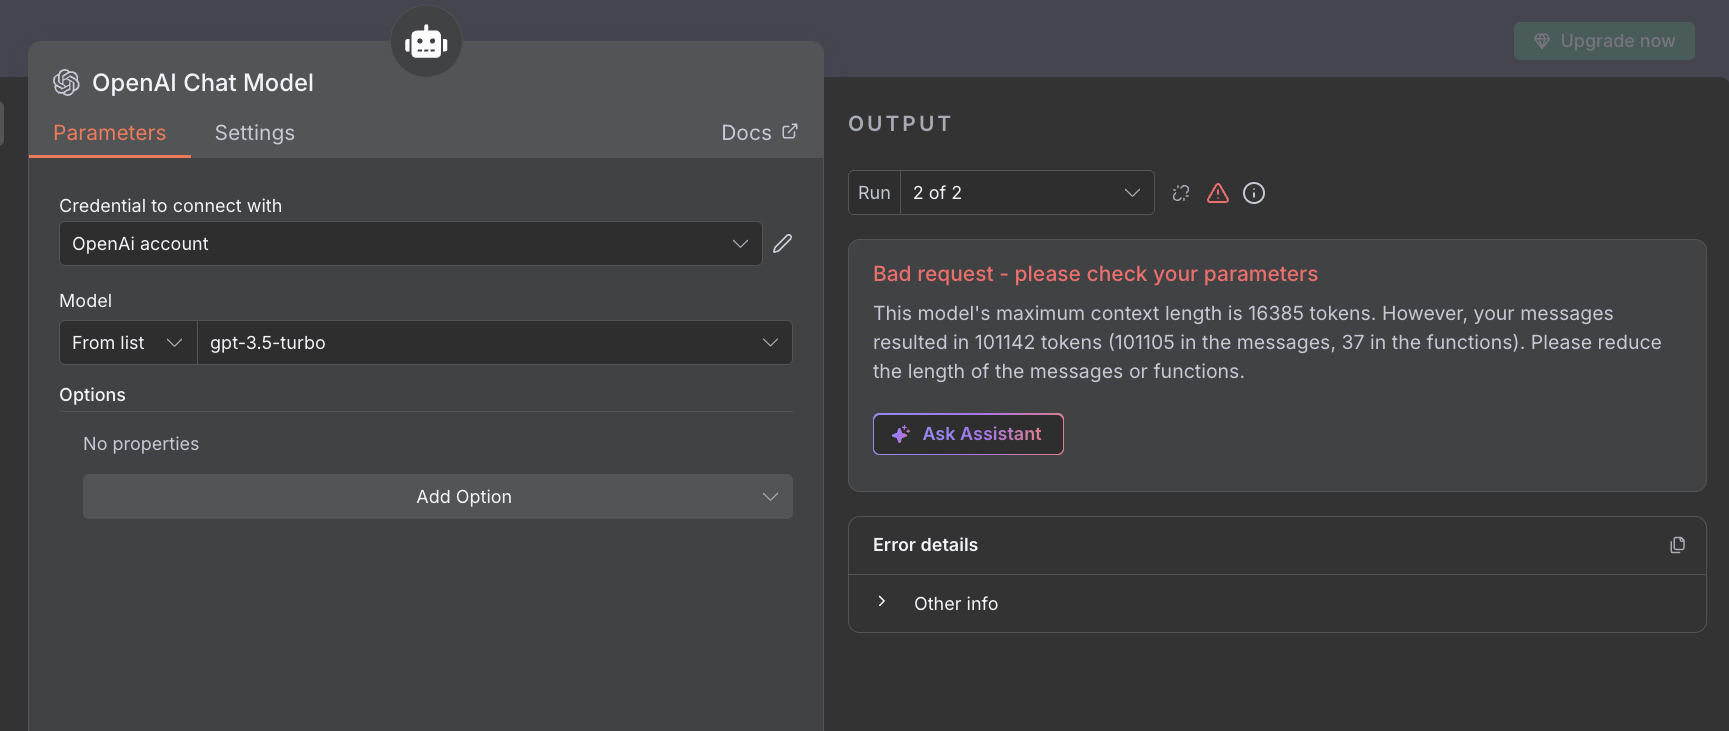 Upgrade now
OpenAI Chat Model
Parameters
Settings
Docs
Credential to connect with
OpenAi account
Model
From list
gpt-3.5-turbo
Options
No properties
Add Option
OUTPUT
Run
2 of 2
Bad request - please check your parameters
This model's maximum context length is 16385 tokens. However, your messages
resulted in 101142 tokens (101105 in the messages, 37 in the functions). Please reduce
the length of the messages or functions.
Ask Assistant
Error details
Other info